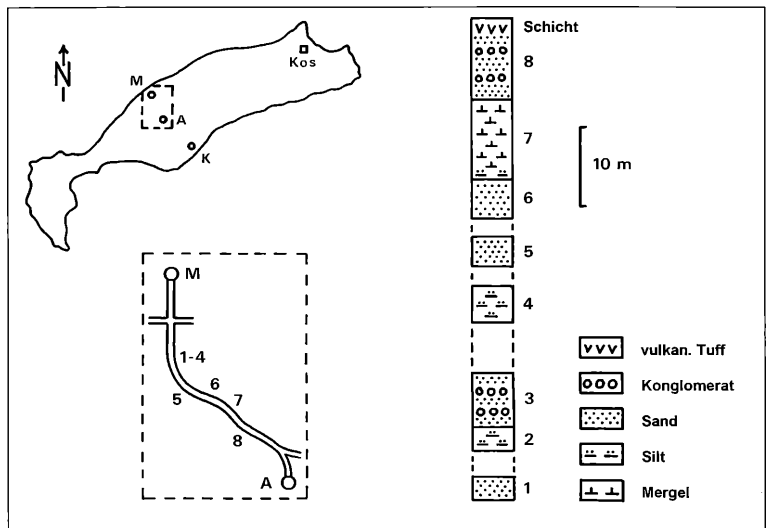 N
Kos
M
A
K
M
1-4
5
6
7
8
A
Schicht
8
7
6
5
4
3
2
1
10 m
vulkan. Tuff
Konglomerat
Sand
Silt
Mergel